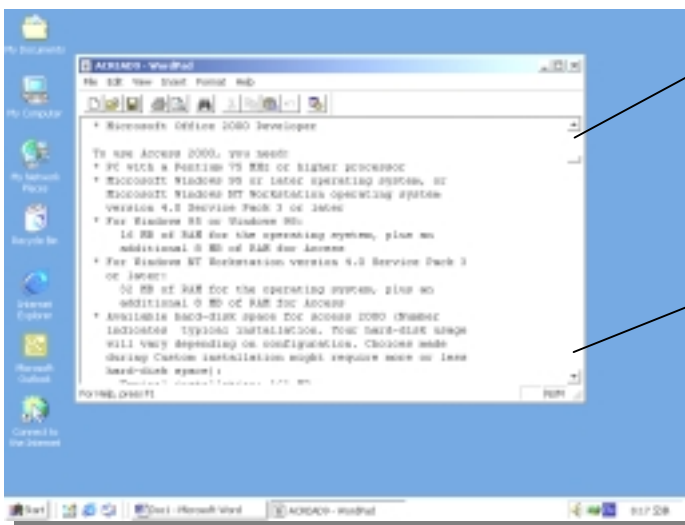 My Documents
My Computer
My Network
Places
Recycle Bin
Internet
Explorer
Microsoft
Outlook
Connect to
the Internet
ACREAD9 - WordPad
File Edit View Insert Format Help
* Microsoft Office 2000 Developer
To use Access 2000, you need:
* PC with a Pentium 75 MHz or higher processor
* Microsoft Windows 95 or later operating system, or
Microsoft Windows NT Workstation operating system
version 4.0 Service Pack 3 or later
* For Windows 95 or Windows 98:
16 MB of RAM for the operating system, plus an
additional 8 MB of RAM for Access
* For Windows NT Workstation version 4.0 Service Pack 3
or later:
32 MB of RAM for the operating system, plus an
additional 8 MB of RAM for Access
* Available hard-disk space for Access 2000 (Number
indicates typical installation. Your hard-disk usage
will vary depending on configuration. Choices made
during Custom installation might require more or less
hard-disk space):
Typical installation:
For Help, press F1
NUM
Start
Doc1 - Microsoft Word
ACREAD9 - WordPad